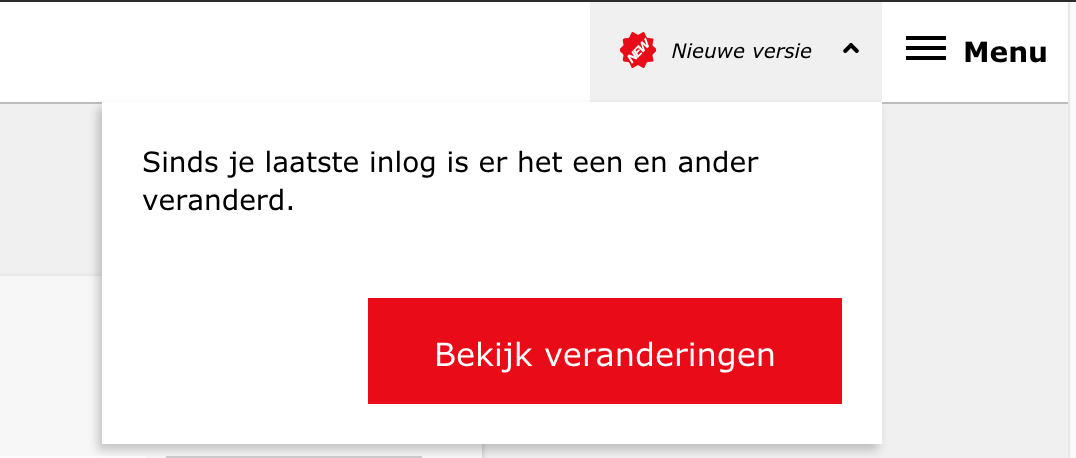 NEW Nieuwe versie Menu
Sinds je laatste inlog is er het een en ander
veranderd.
Bekijk veranderingen